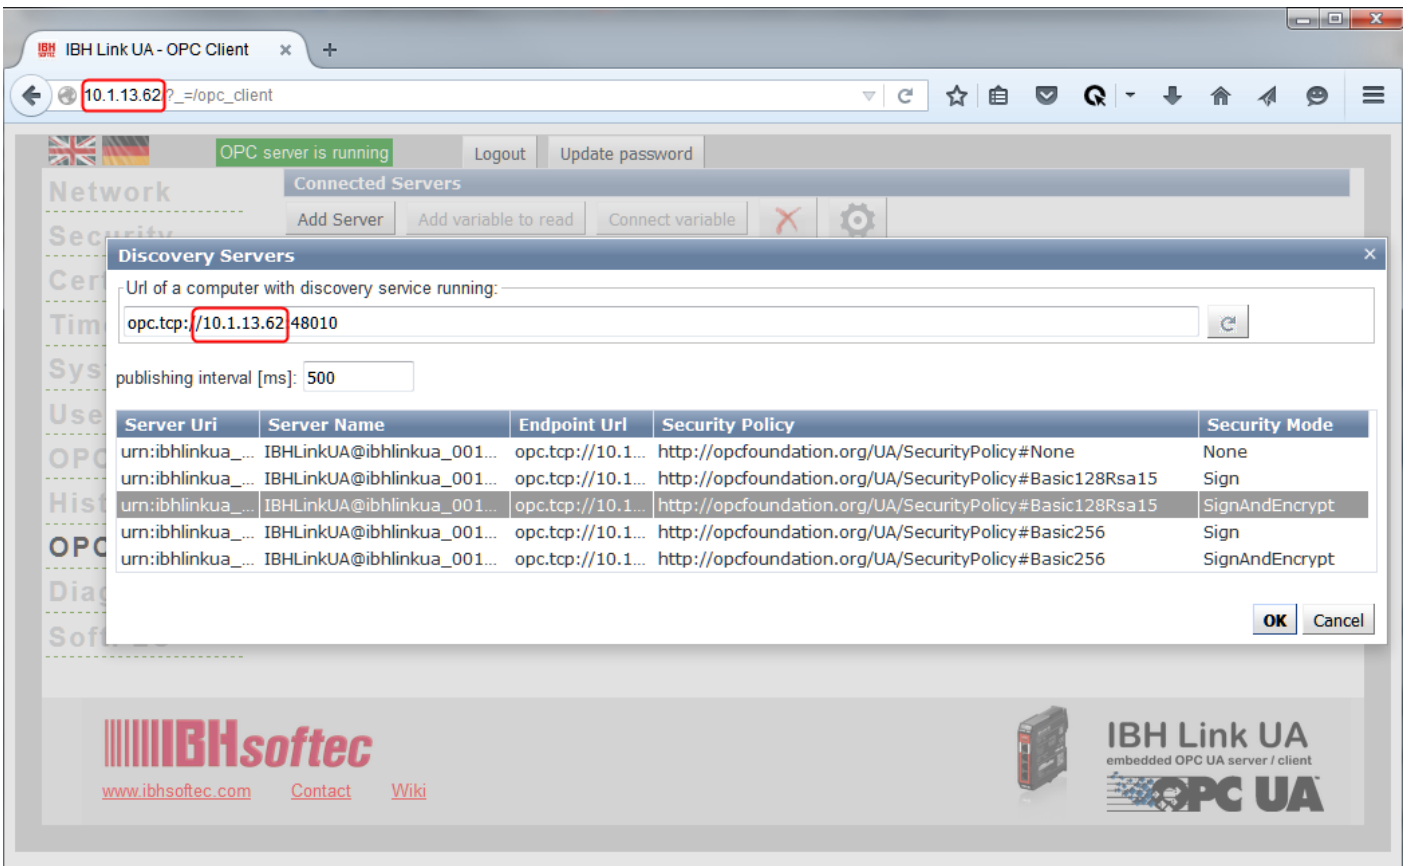 IBH Link UA - OPC Client
10.1.13.62/?_=/opc_client
OPC server is running Logout Update password
Network Connected Servers
Add Server Add variable to read Connect variable
Security
Discovery Servers
Url of a computer with discovery service running:
opc.tcp://10.1.13.62:48010
publishing interval [ms]: 500
Server Uri Server Name Endpoint Url Security Policy Security Mode
urn:ibhlinkua_... IBHLinkUA@ibhlinkua_001... opc.tcp://10.1... http://opcfoundation.org/UA/SecurityPolicy#None None
urn:ibhlinkua_... IBHLinkUA@ibhlinkua_001... opc.tcp://10.1... http://opcfoundation.org/UA/SecurityPolicy#Basic128Rsa15 Sign
urn:ibhlinkua_... IBHLinkUA@ibhlinkua_001... opc.tcp://10.1... http://opcfoundation.org/UA/SecurityPolicy#Basic128Rsa15 SignAndEncrypt
urn:ibhlinkua_... IBHLinkUA@ibhlinkua_001... opc.tcp://10.1... http://opcfoundation.org/UA/SecurityPolicy#Basic256 Sign
urn:ibhlinkua_... IBHLinkUA@ibhlinkua_001... opc.tcp://10.1... http://opcfoundation.org/UA/SecurityPolicy#Basic256 SignAndEncrypt
OK Cancel
Cert
Tim
Sys
Use
OPC
Hist
OPC
Diag
IBHsoftec
www.ibhsoftec.com Contact Wiki
IBH Link UA
embedded OPC UA server / client
OPC UA